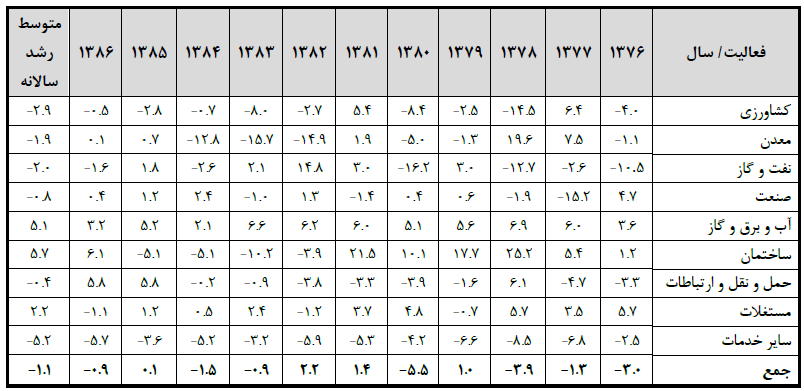 فعالیت/ سال ۱۳۷۶ ۱۳۷۷ ۱۳۷۸ ۱۳۷۹ ۱۳۸۰ ۱۳۸۱ ۱۳۸۲ ۱۳۸۳ ۱۳۸۴ ۱۳۸۵ ۱۳۸۶ متوسط
رشد
سالانه
کشاورزی -۴.۰ ۶.۴ -۱۴.۵ -۲.۵ -۸.۴ ۵.۴ -۲.۷ -۸.۰ -۰.۷ -۲.۸ -۰.۵ -۲.۹
معدن -۱.۱ ۷.۵ ۱۹.۶ -۱.۳ -۵.۰ ۱.۹ -۱۴.۹ -۱۵.۷ -۱۲.۸ ۰.۷ ۰.۱ -۱.۹
نفت و گاز -۱۰.۵ -۲.۶ -۱۲.۷ ۳.۰ -۱۶.۲ ۳.۰ ۱۴.۸ ۲.۱ -۲.۶ ۱.۸ -۱.۶ -۲.۰
صنعت ۴.۷ -۱۵.۲ -۱.۹ ۰.۶ ۰.۴ -۱.۴ ۱.۳ -۱.۰ ۲.۴ ۱.۲ ۰.۴ -۰.۸
آب و برق و گاز ۳.۶ ۶.۰ ۶.۹ ۵.۶ ۵.۱ ۶.۰ ۶.۲ ۶.۶ ۲.۱ ۵.۲ ۳.۲ ۵.۱
ساختمان ۱.۲ ۵.۴ ۲۵.۲ ۱۷.۷ ۱۰.۱ ۲۱.۵ -۳.۹ -۱۰.۲ -۵.۱ -۵.۱ ۶.۱ ۵.۷
حمل و نقل و ارتباطات -۳.۳ -۴.۷ ۶.۱ -۱.۶ -۳.۹ -۳.۳ -۳.۸ -۰.۹ -۰.۲ ۵.۸ ۵.۸ -۰.۴
مستغلات ۵.۷ ۳.۵ ۵.۷ -۰.۷ ۴.۸ ۳.۷ -۱.۲ ۲.۴ ۰.۵ ۱.۲ -۱.۱ ۲.۲
سایر خدمات -۲.۵ -۶.۸ -۸.۵ -۶.۶ -۴.۲ -۵.۳ -۵.۹ -۳.۲ -۵.۲ -۳.۶ -۵.۷ -۵.۲
جمع -۳.۰ -۱.۳ -۳.۹ ۱.۰ -۵.۵ ۱.۴ ۲.۲ -۰.۹ -۱.۵ ۰.۱ -۰.۹ -۱.۱